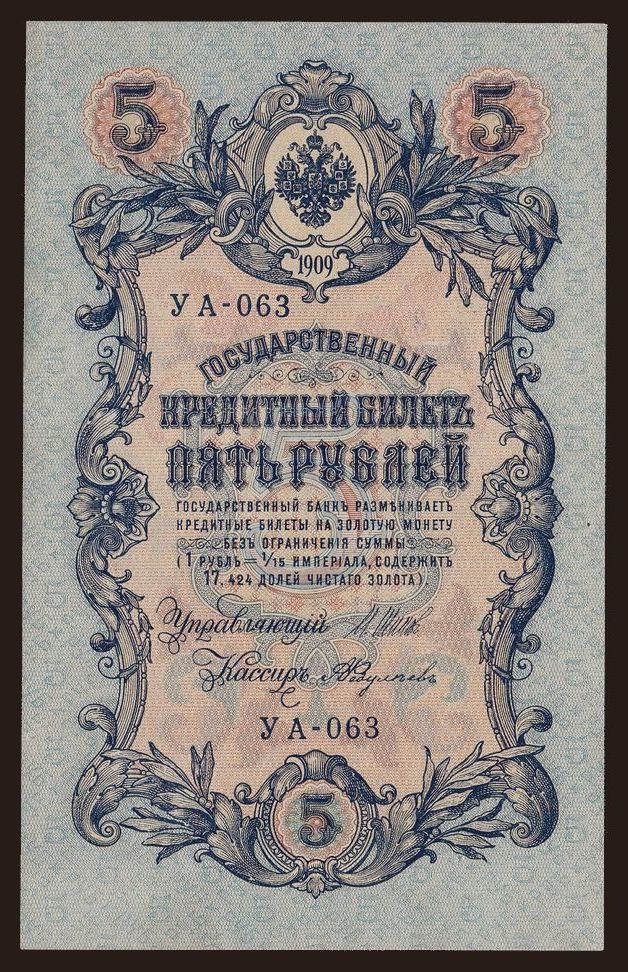 5 5
1909
УА-063
ГОСУДАРСТВЕННЫЙ
КРЕДИТНЫЙ БИЛЕТЪ
ПЯТЬ РУБЛЕЙ
ГОСУДАРСТВЕННЫЙ БАНКЪ РАЗМѢНИВАЕТЪ
КРЕДИТНЫЕ БИЛЕТЫ НА ЗОЛОТУЮ МОНЕТУ
БЕЗЪ ОГРАНИЧЕНІЯ СУММЫ
(1 РУБЛЬ = 1/15 ИМПЕРІАЛА, СОДЕРЖИТЪ
17,424 ДОЛЕЙ ЧИСТАГО ЗОЛОТА).
Управляющій
Кассиръ
УА-063
5